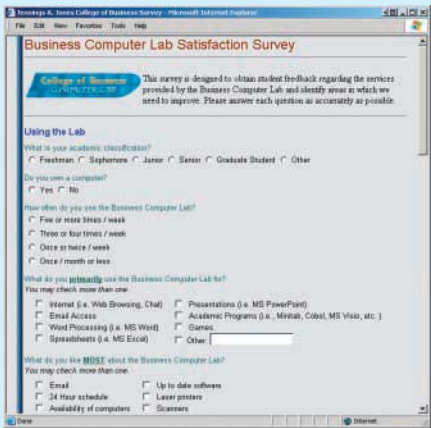 Jennings A. Jones College of Business Survey - Microsoft Internet Explorer
File Edit View Favorites Tools Help
Business Computer Lab Satisfaction Survey
College of Business
COMPUTER LAB
This survey is designed to obtain student feedback regarding the services
provided by the Business Computer Lab and identify areas in which we
need to improve. Please answer each question as accurately as possible.
Using the Lab
What is your academic classification?
Freshman Sophomore Junior Senior Graduate Student Other
Do you own a computer?
Yes No
How often do you use the Business Computer Lab?
Five or more times / week
Three or four times / week
Once or twice / week
Once / month or less
What do you primarily use the Business Computer Lab for?
You may check more than one.
Internet (i.e. Web Browsing, Chat) Presentations (i.e. MS PowerPoint)
Email Access Academic Programs (i.e., Minitab, Cobol, MS Visio, etc. )
Word Processing (i.e. MS Word) Games
Spreadsheets (i.e. MS Excel) Other:
What do you like MOST about the Business Computer Lab?
You may check more than one.
Email Up to date software
24 Hour schedule Laser printers
Availability of computers Scanners
Done Internet